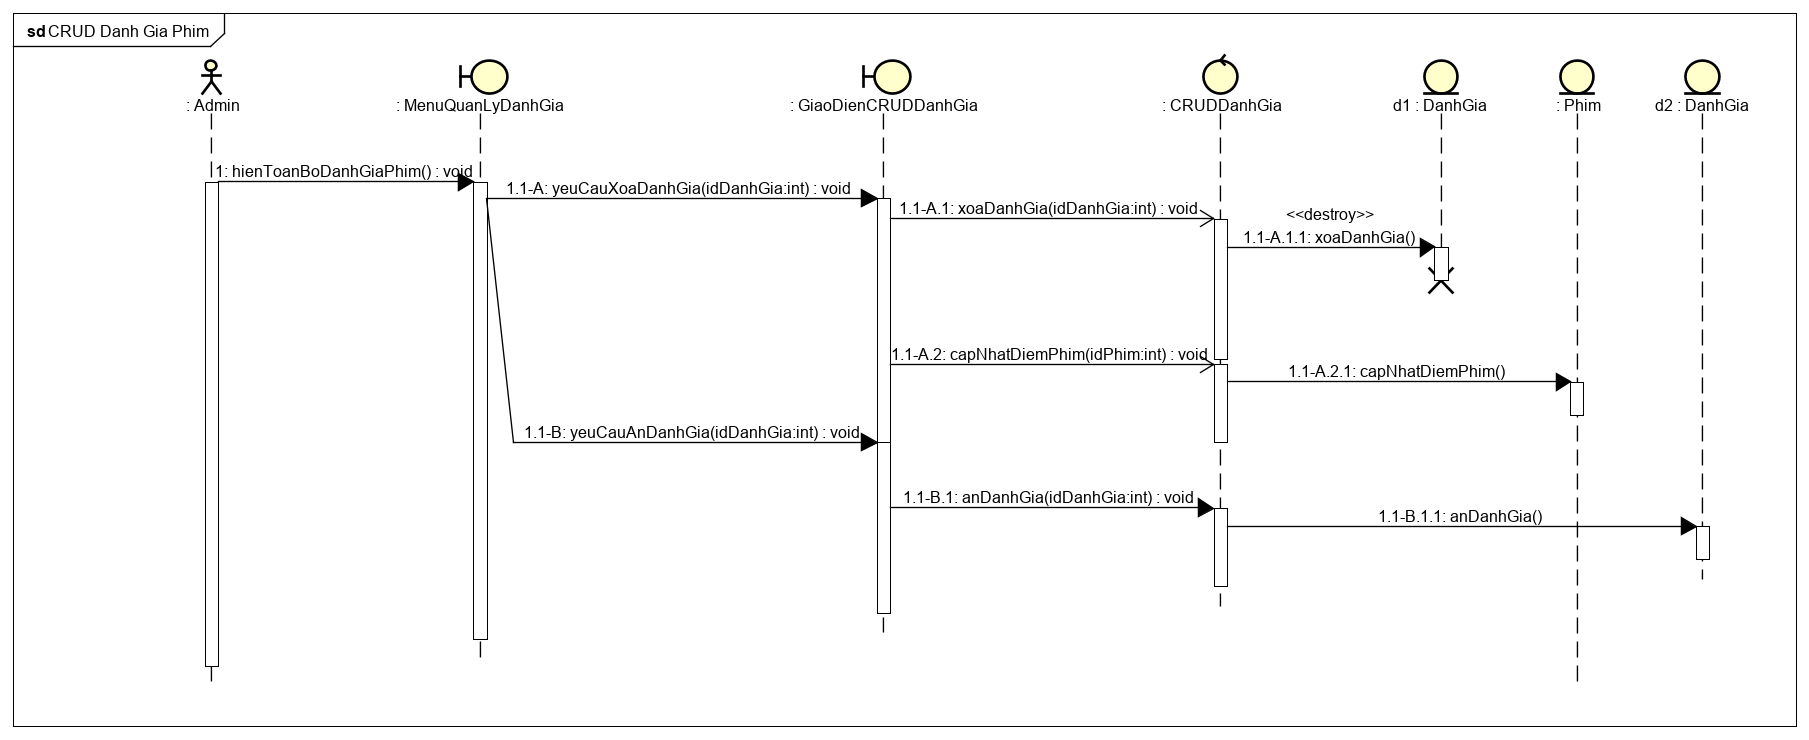 sd CRUD Danh Gia Phim
: Admin
: MenuQuanLyDanhGia
: GiaoDienCRUDDanhGia
: CRUDDanhGia
d1 : DanhGia
: Phim
d2 : DanhGia
1: hienToanBoDanhGiaPhim() : void
1.1-A: yeuCauXoaDanhGia(idDanhGia:int) : void
1.1-A.1: xoaDanhGia(idDanhGia:int) : void
<<destroy>>
1.1-A.1.1: xoaDanhGia()
1.1-A.2: capNhatDiemPhim(idPhim:int) : void
1.1-A.2.1: capNhatDiemPhim()
1.1-B: yeuCauAnDanhGia(idDanhGia:int) : void
1.1-B.1: anDanhGia(idDanhGia:int) : void
1.1-B.1.1: anDanhGia()